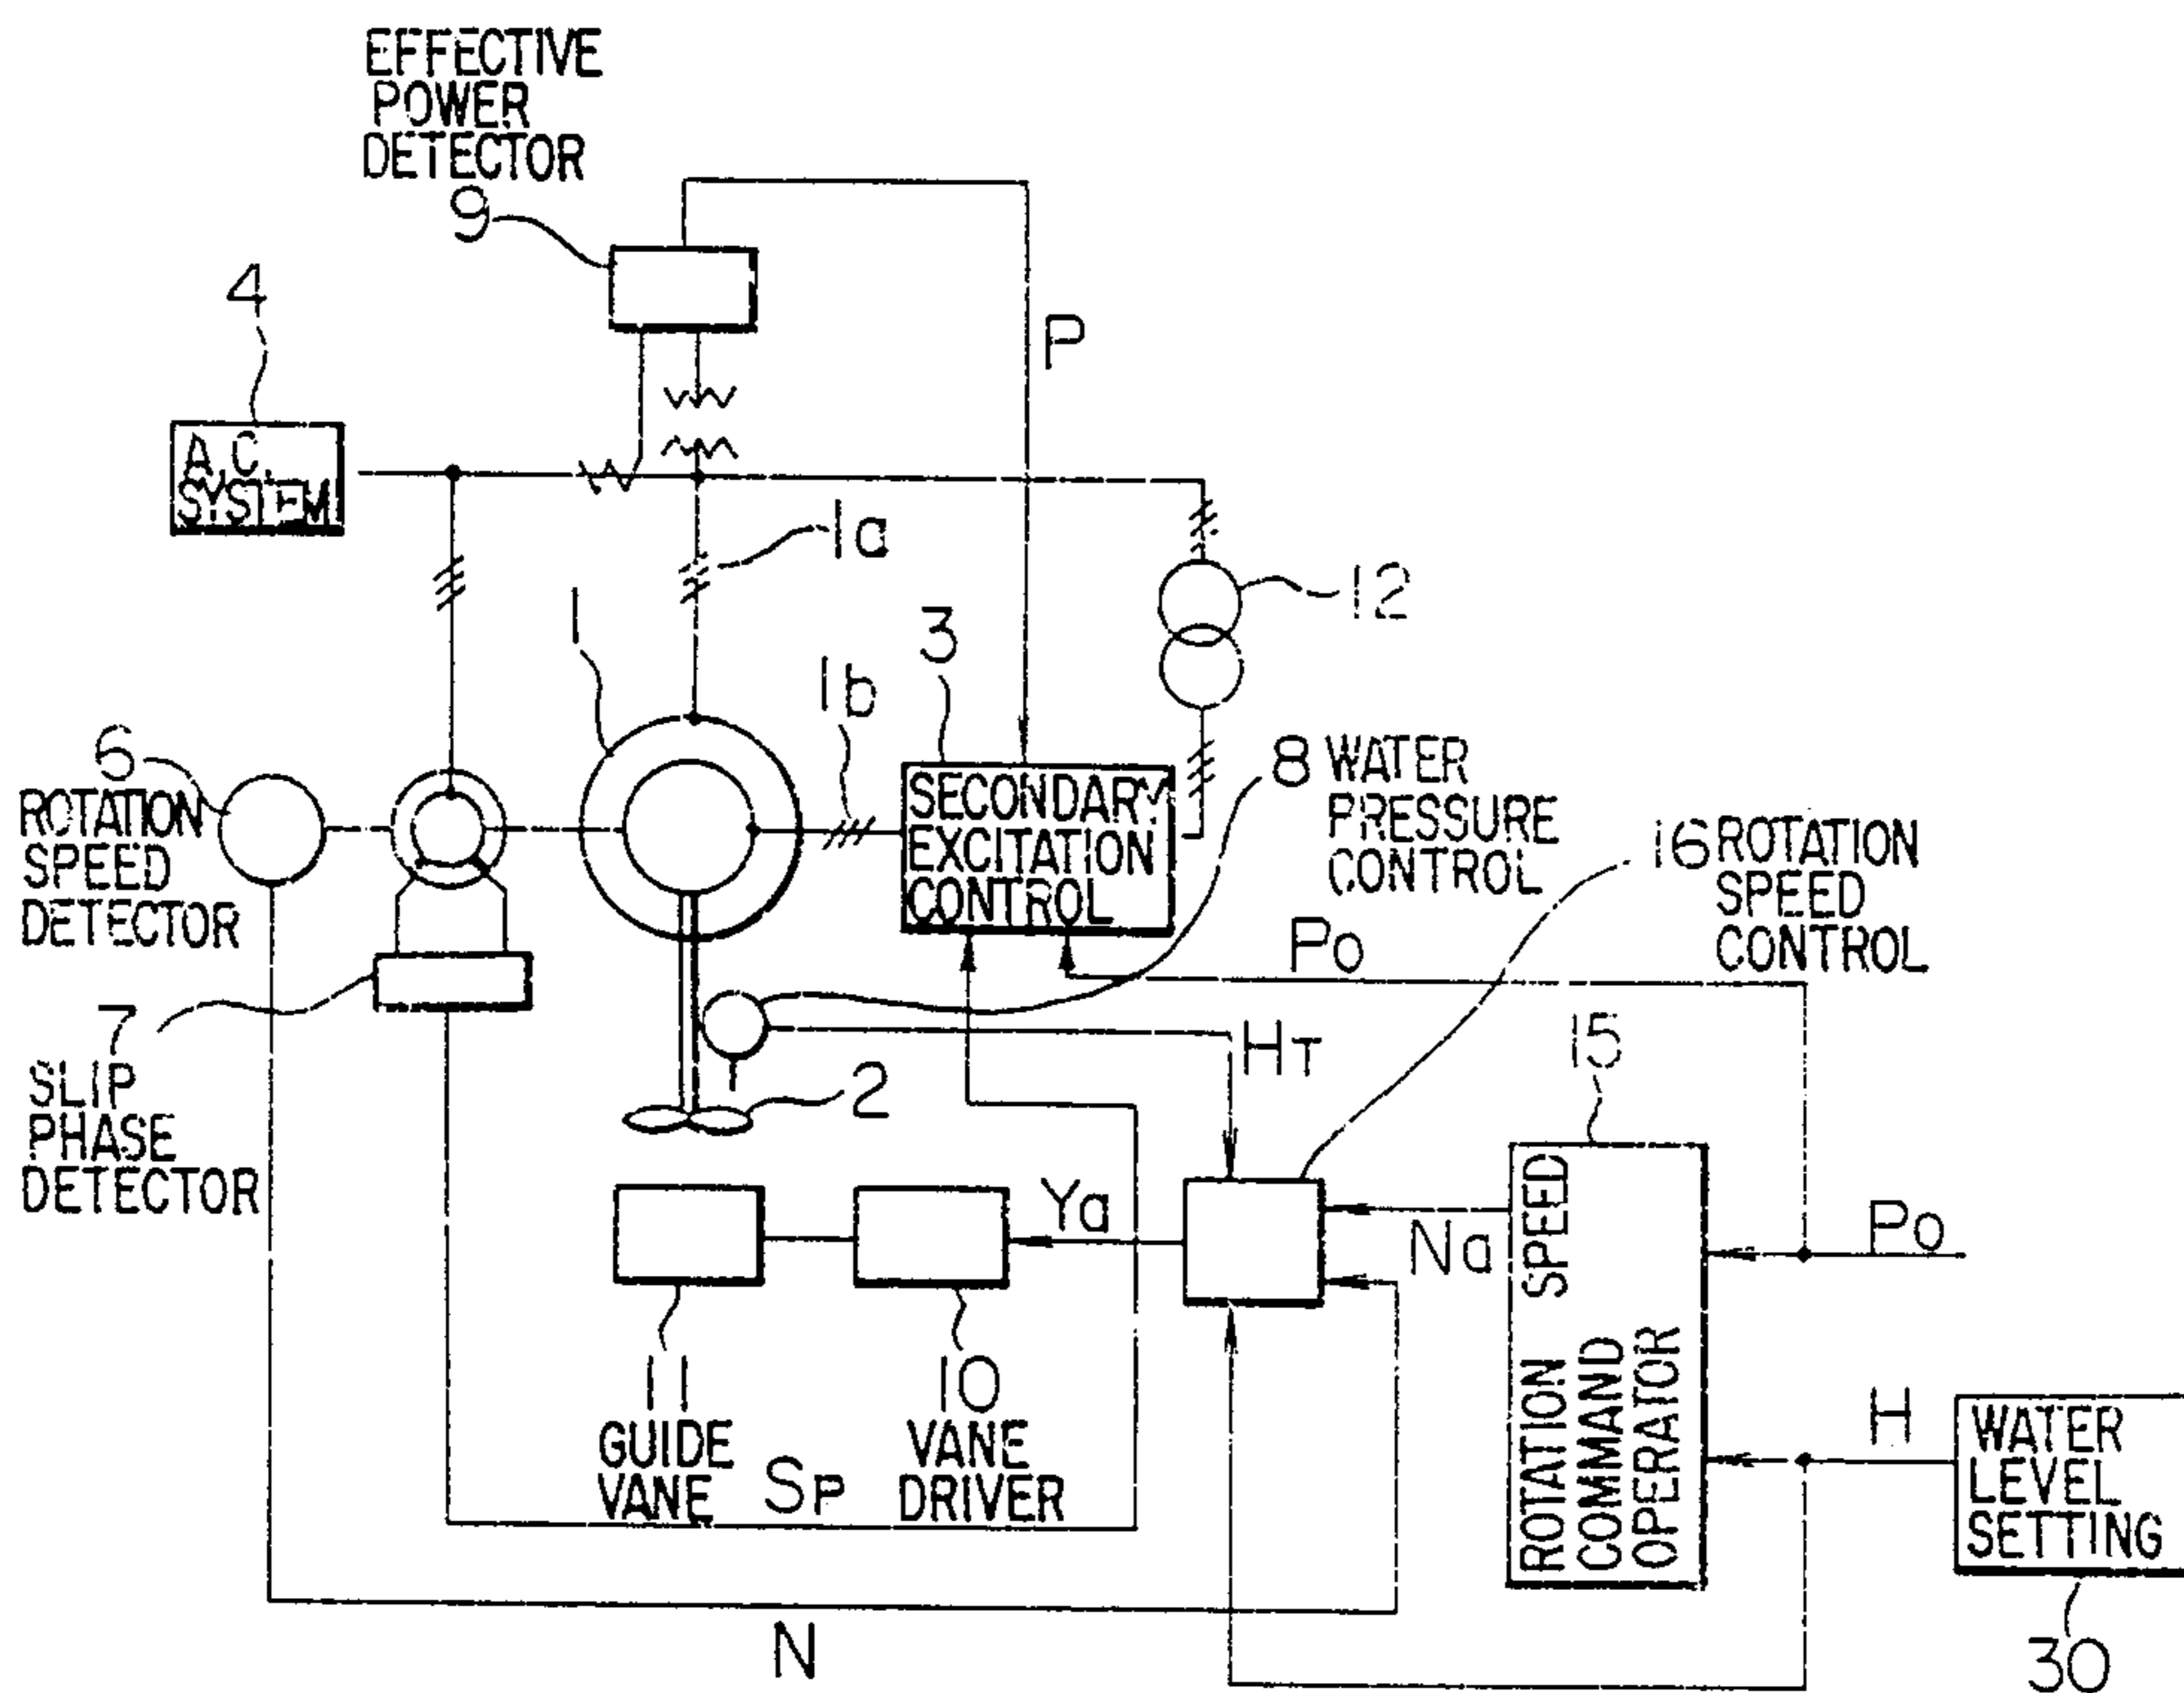 EFFECTIVE
POWER
DETECTOR
9
4
A.C.
SYSTEM
P
1a
12
1
1b
3
6
ROTATION
SPEED
DETECTOR
SECONDARY
EXCITATION
CONTROL
8 WATER
PRESSURE
CONTROL
16 ROTATION
SPEED
CONTROL
Po
7
SLIP
PHASE
DETECTOR
HT
2
15
Ya
Na
SPEED
ROTATION
COMMAND
OPERATOR
Po
H
WATER
LEVEL
SETTING
30
11
GUIDE
VANE
10
VANE
DRIVER
SP
N